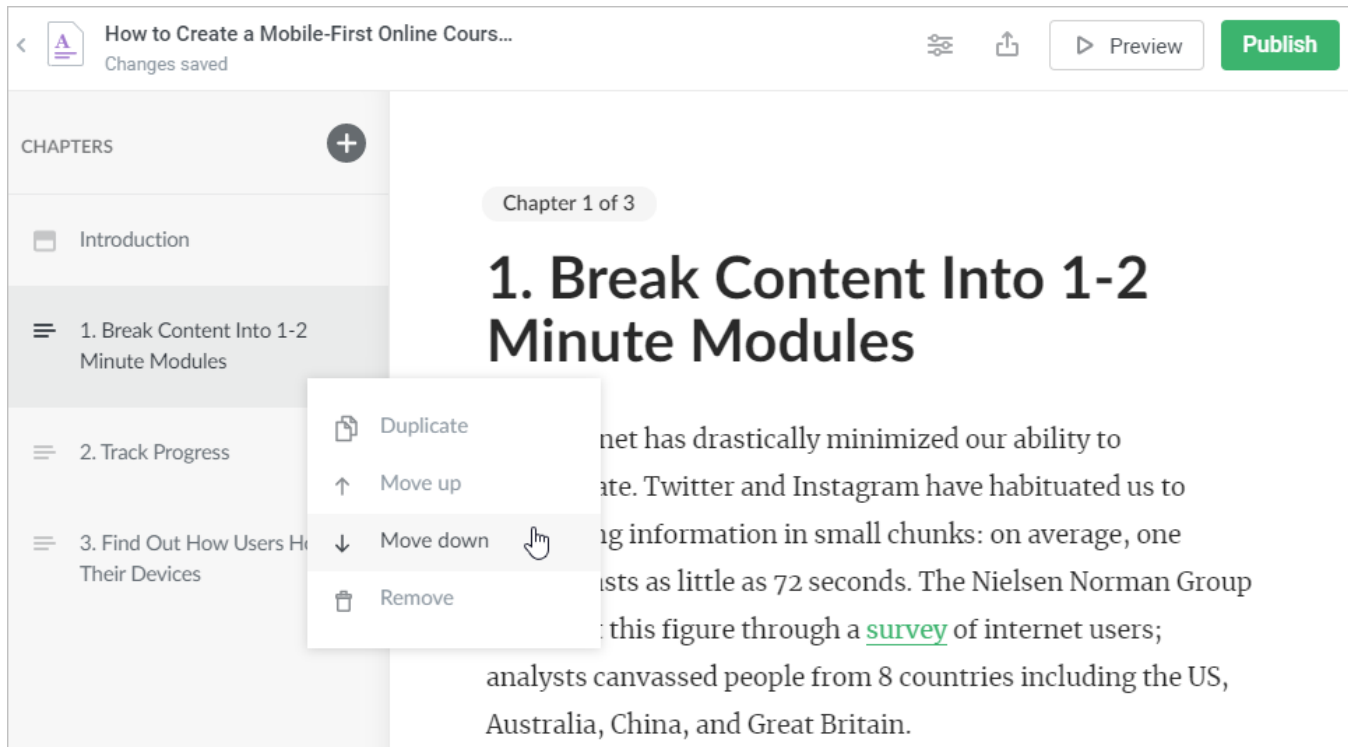 How to Create a Mobile-First Online Cours...
Changes saved
Preview
Publish
CHAPTERS
Introduction
1. Break Content Into 1-2
Minute Modules
2. Track Progress
3. Find Out How Users
Their Devices
Duplicate
Move up
Move down
Remove
Chapter 1 of 3
1. Break Content Into 1-2
Minute Modules
has drastically minimized our ability to
Twitter and Instagram have habituated us to
information in small chunks: on average, one
as little as 72 seconds. The Nielsen Norman Group
this figure through a survey of internet users;
analysts canvassed people from 8 countries including the US,
Australia, China, and Great Britain.